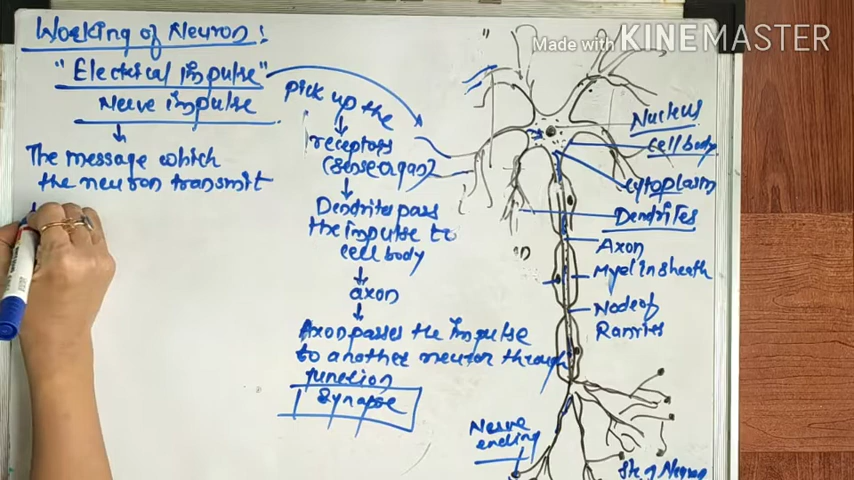 Made with KINEMASTER
Working of Neuron :
"Electrical impulse"
Nerve impulse
The message which
the neuron transmit
pick up the
receptors
(sense organ)
Dendrites pass
the impulse to
cell body
axon
Axon passes the impulse
to another neuron through
junction
Synapse
Nucleus
cell body
cytoplasm
Dendrites
Axon
Myelin sheath
Node of
Ranvier
Nerve
ending